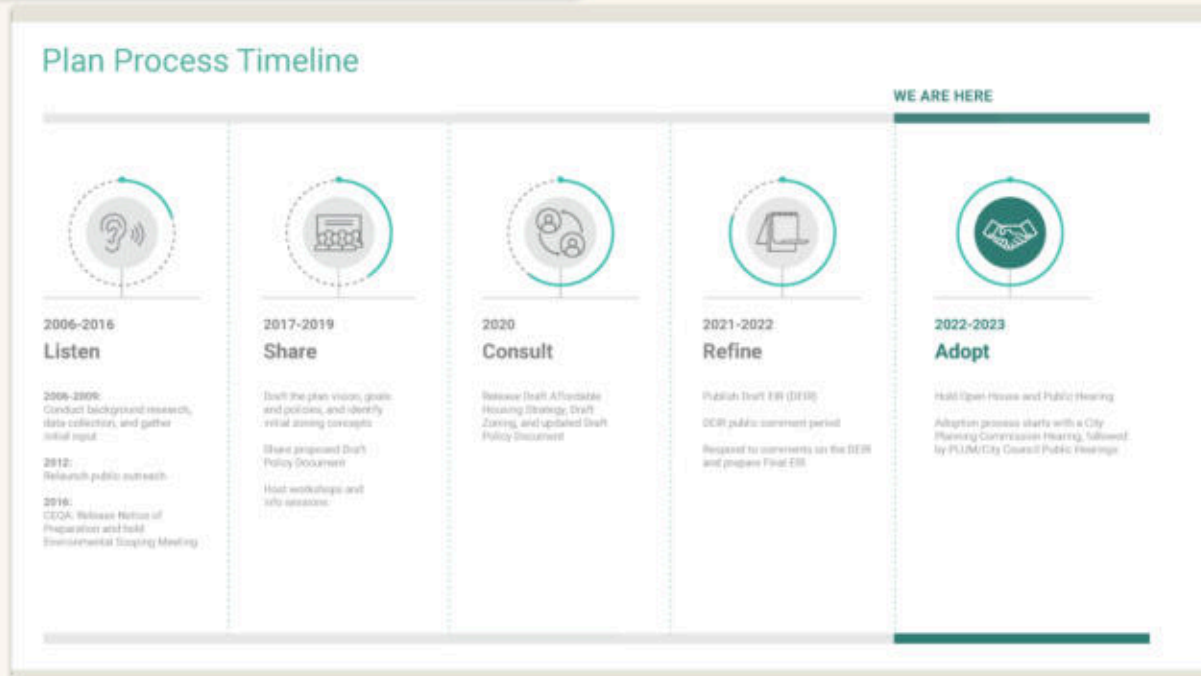 Plan Process Timeline
WE ARE HERE
2006-2016
Listen
2006-2009:
Conduct background research,
data collection, and gather
initial input
2012:
Relaunch public outreach
2016:
CEQA: Release Notice of
Preparation and hold
Environmental Scoping Meeting
2017-2019
Share
Draft the plan vision, goals
and policies, and identify
initial zoning concepts
Share proposed Draft
Policy Document
Host workshops and
info sessions
2020
Consult
Release Draft Affordable
Housing Strategy, Draft
Zoning, and updated Draft
Policy Document
2021-2022
Refine
Publish Draft EIR (DEIR)
DEIR public comment period
Respond to comments on the DEIR
and prepare Final EIR
2022-2023
Adopt
Hold Open House and Public Hearing
Adoption process starts with a City
Planning Commission Hearing, followed
by PLUM/City Council Public Hearings